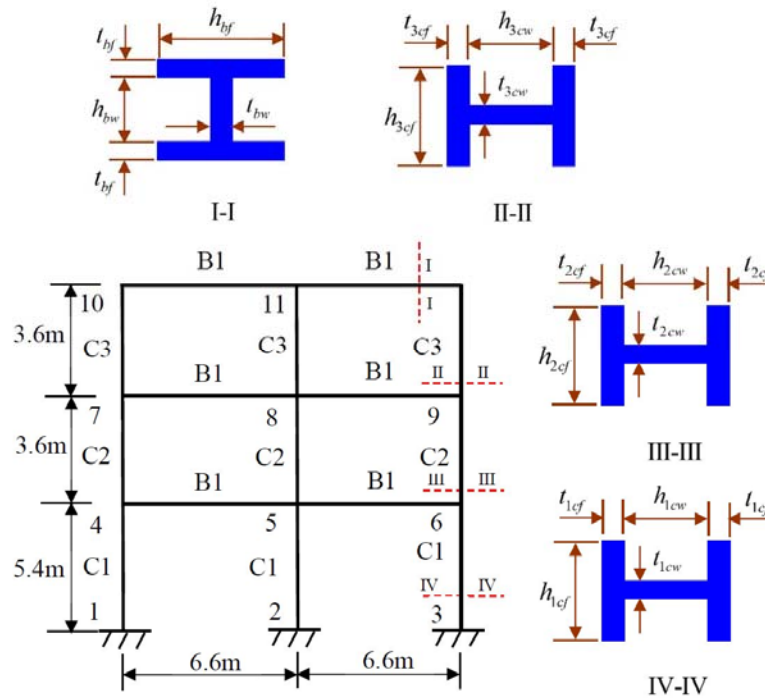 h_bf
t_bf
h_bw
t_bw
t_bf
I-I
t_3cf
h_3cw
t_3cf
t_3cw
h_3cf
II-II
B1
B1
I
I
10
11
3.6m
C3
C3
C3
B1
B1
II
II
7
8
9
3.6m
C2
C2
C2
B1
B1
III
III
4
5
6
5.4m
C1
C1
C1
IV
IV
1
2
3
6.6m
6.6m
t_2cf
h_2cw
t_2c
t_2cw
h_2cf
III-III
t_1cf
h_1cw
t_1c
t_1cw
h_1cf
IV-IV